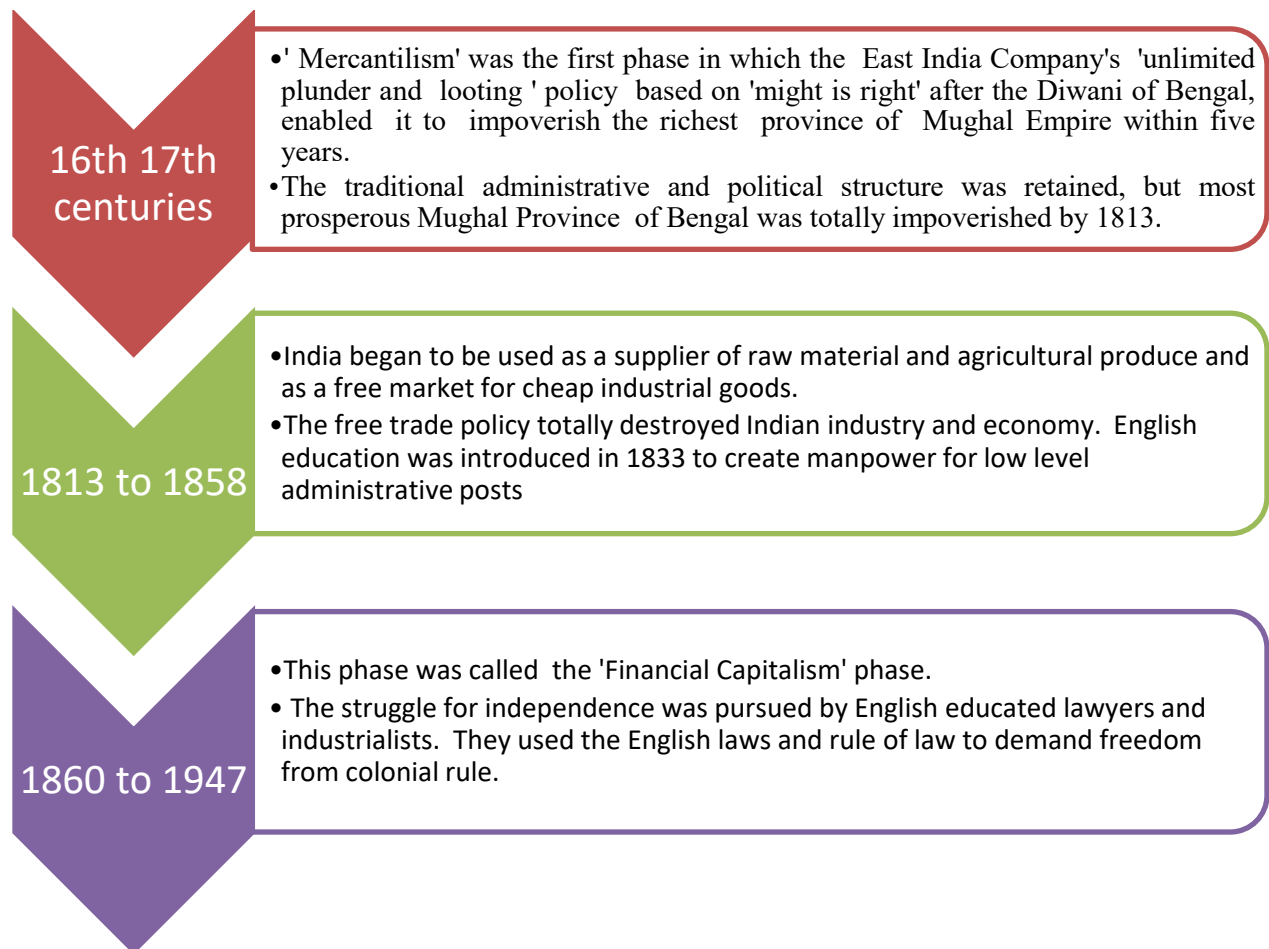 16th 17th
centuries
•' Mercantilism' was the first phase in which the East India Company's 'unlimited
plunder and looting ' policy based on 'might is right' after the Diwani of Bengal,
enabled it to impoverish the richest province of Mughal Empire within five
years.
•The traditional administrative and political structure was retained, but most
prosperous Mughal Province of Bengal was totally impoverished by 1813.
1813 to 1858
•India began to be used as a supplier of raw material and agricultural produce and
as a free market for cheap industrial goods.
•The free trade policy totally destroyed Indian industry and economy. English
education was introduced in 1833 to create manpower for low level
administrative posts
1860 to 1947
•This phase was called the 'Financial Capitalism' phase.
• The struggle for independence was pursued by English educated lawyers and
industrialists. They used the English laws and rule of law to demand freedom
from colonial rule.